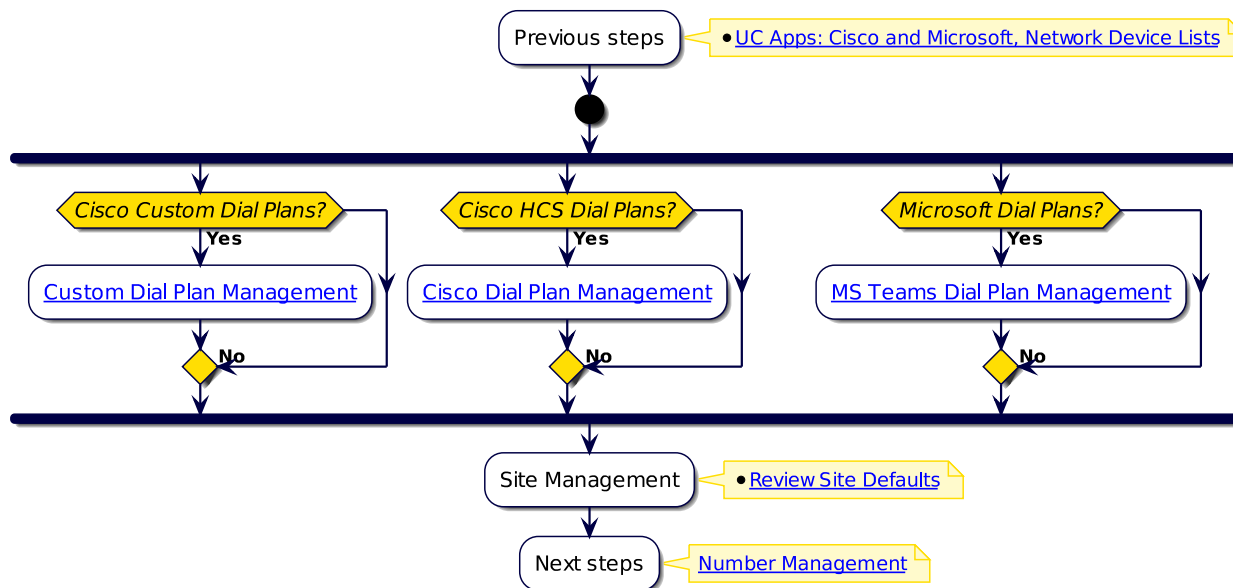 Previous steps
•UC Apps: Cisco and Microsoft, Network Device Lists
Cisco Custom Dial Plans?
Cisco HCS Dial Plans?
Microsoft Dial Plans?
Yes
Yes
Yes
Custom Dial Plan Management
Cisco Dial Plan Management
MS Teams Dial Plan Management
No
No
No
Site Management
•Review Site Defaults
Next steps
Number Management